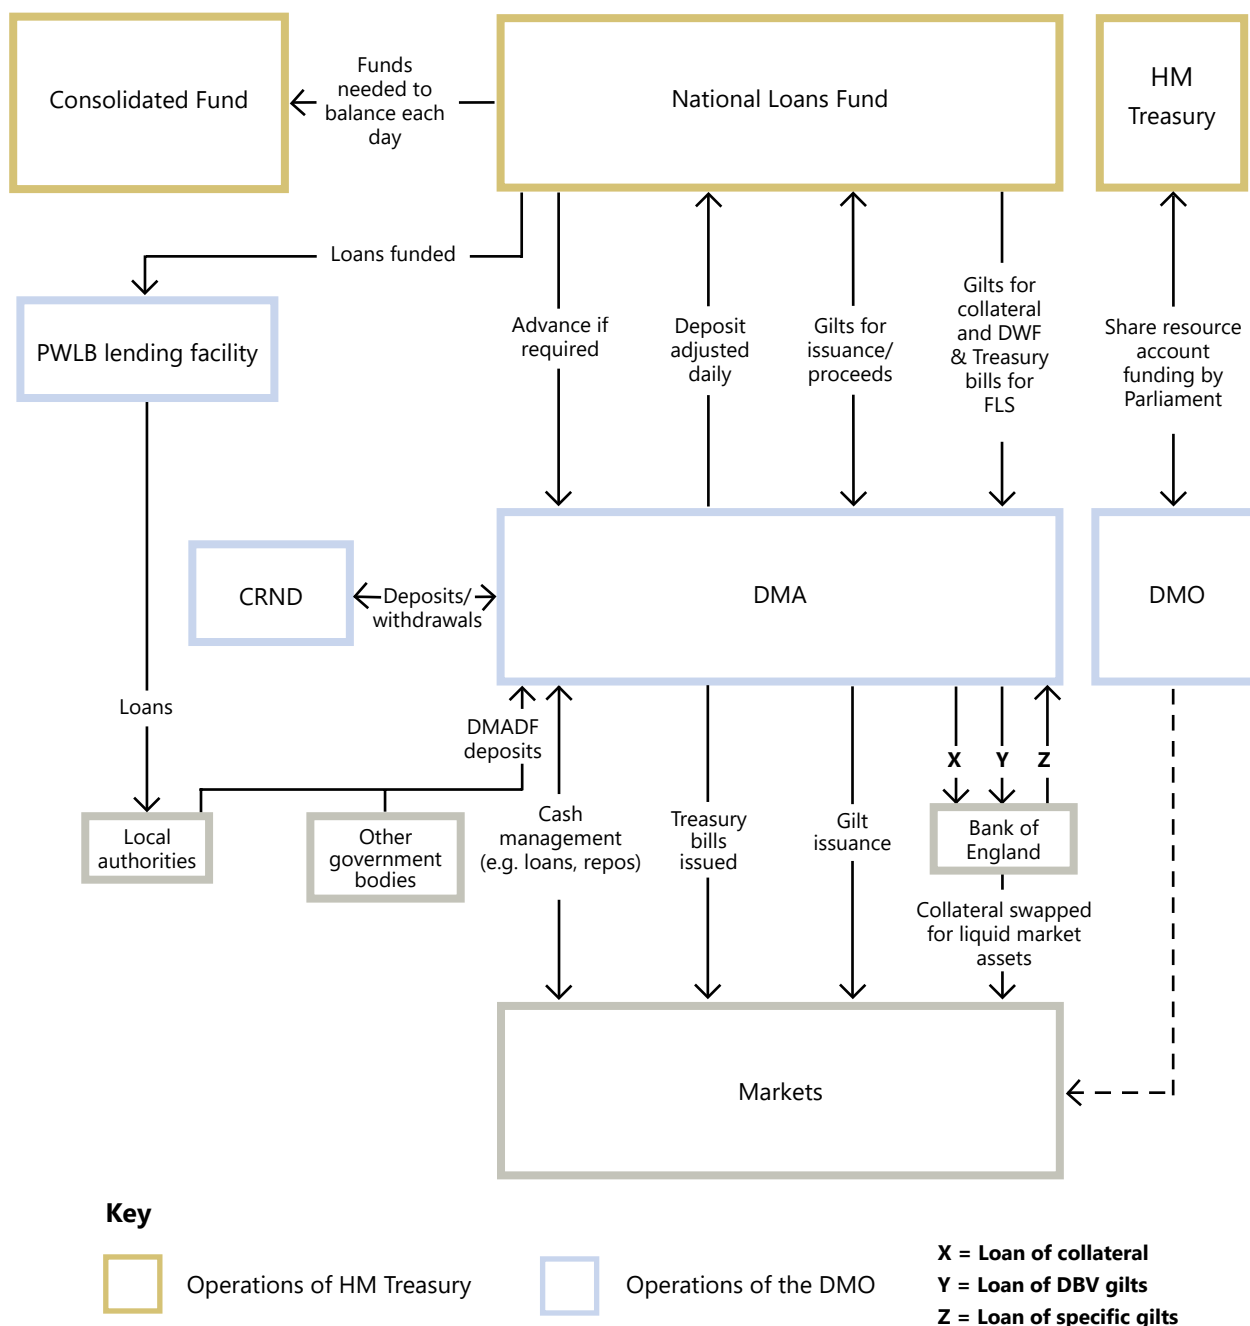 Consolidated Fund
Funds
needed to
balance each
day
National Loans Fund
HM
Treasury
Loans funded
PWLB lending facility
Advance if
required
Deposit
adjusted
daily
Gilts for
issuance/
proceeds
Gilts for
collateral
and DWF
& Treasury
bills for
FLS
Share resource
account
funding by
Parliament
CRND
Deposits/
withdrawals
DMA
DMO
Loans
DMADF
deposits
X
Y
Z
Local
authorities
Other
government
bodies
Cash
management
(e.g. loans, repos)
Treasury
bills
issued
Gilt
issuance
Bank of
England
Collateral swapped
for liquid market
assets
Markets
Key
Operations of HM Treasury
Operations of the DMO
X = Loan of collateral
Y = Loan of DBV gilts
Z = Loan of specific gilts